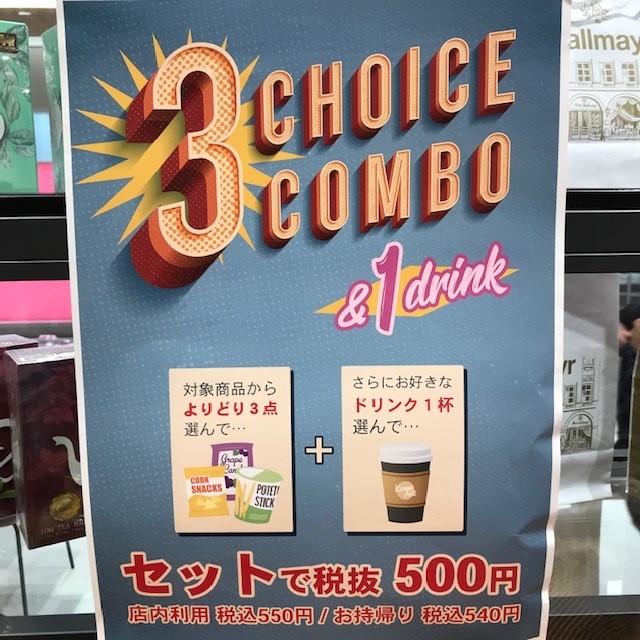 allmayr
3 CHOICE
COMBO
& 1 drink
対象商品から
よりどり3点
選んで…
Grape
CORN
SNACKS
POTETO
STICK
+
さらにお好きな
ドリンク1杯
選んで…
セットで税抜 500円
店内利用 税込550円 / お持帰り 税込540円